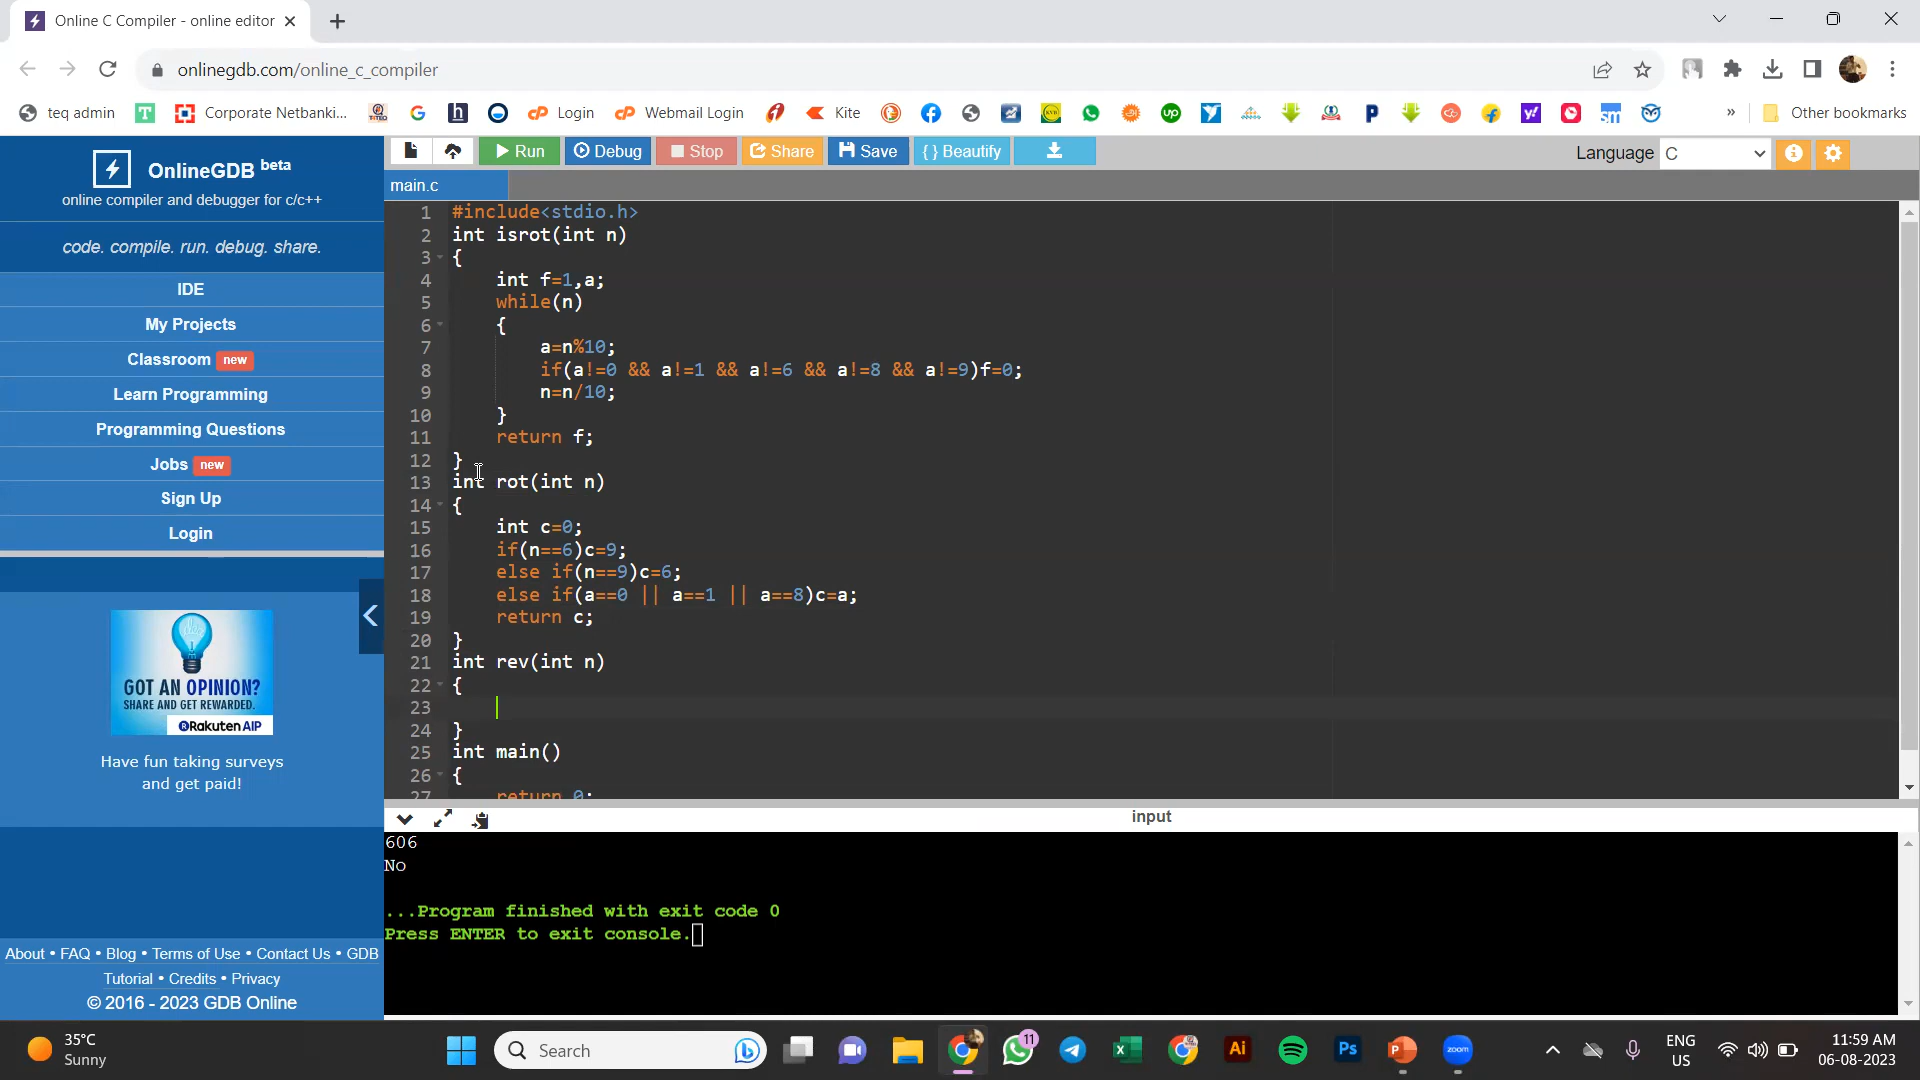 Online C Compiler - online editor
onlinegdb.com/online_c_compiler
teq admin
Corporate Netbanki...
Login
Webmail Login
Kite
Other bookmarks
OnlineGDB beta
online compiler and debugger for c/c++
code. compile. run. debug. share.
IDE
My Projects
Classroom new
Learn Programming
Programming Questions
Jobs new
Sign Up
Login
GOT AN OPINION?
SHARE AND GET REWARDED.
Rakuten AIP
Have fun taking surveys
and get paid!
About • FAQ • Blog • Terms of Use • Contact Us • GDB
Tutorial • Credits • Privacy
© 2016 - 2023 GDB Online
Run Debug Stop Share Save { } Beautify
Language C
main.c
1 #include<stdio.h>
2 int isrot(int n)
3 {
4 int f=1,a;
5 while(n)
6 {
7 a=n%10;
8 if(a!=0 && a!=1 && a!=6 && a!=8 && a!=9)f=0;
9 n=n/10;
10 }
11 return f;
12 }
13 int rot(int n)
14 {
15 int c=0;
16 if(n==6)c=9;
17 else if(n==9)c=6;
18 else if(a==0 || a==1 || a==8)c=a;
19 return c;
20 }
21 int rev(int n)
22 {
23
24 }
25 int main()
26 {
27 return 0;
input
606
No
...Program finished with exit code 0
Press ENTER to exit console.
35°C
Sunny
Search
11
zoom
ENG
US
11:59 AM
06-08-2023